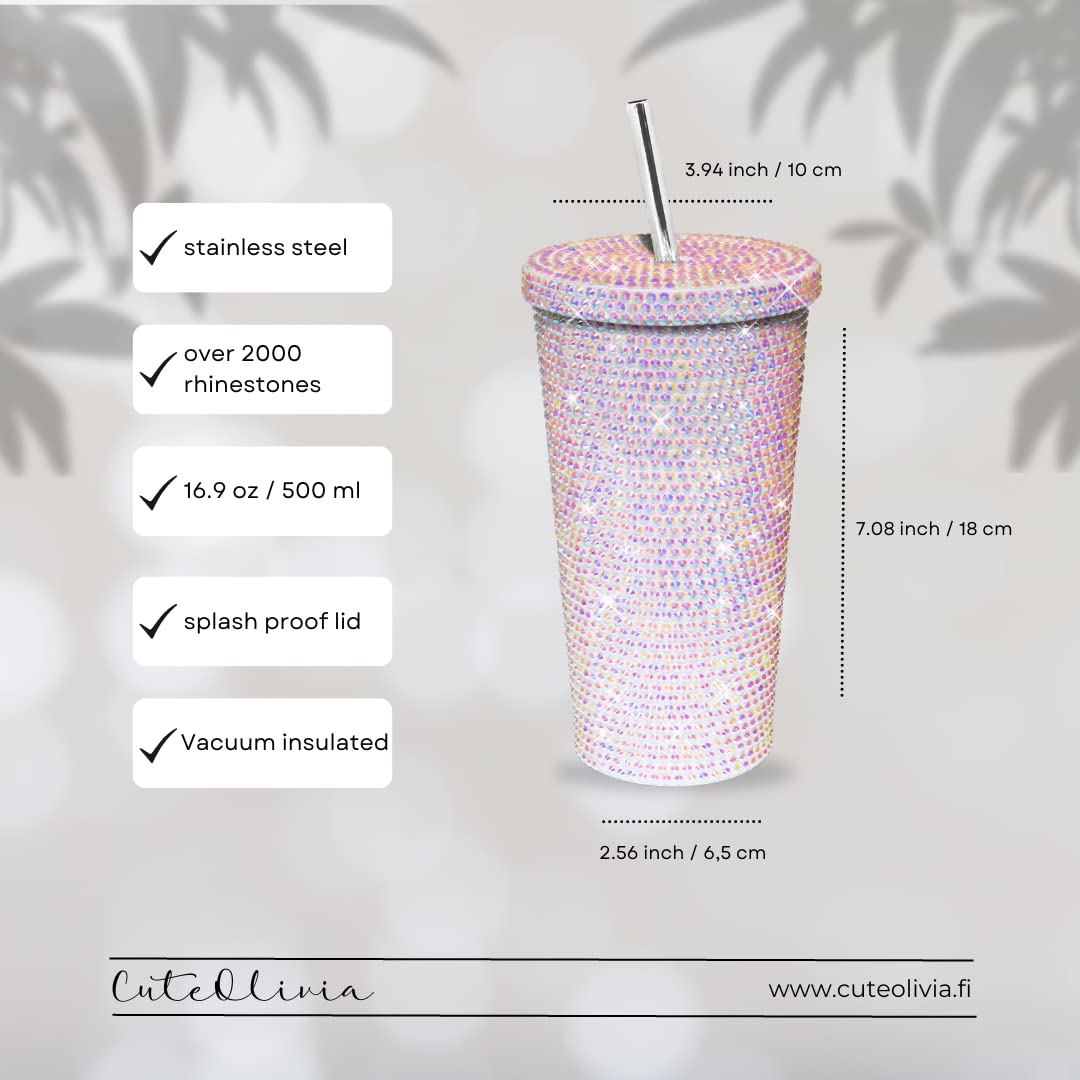 3.94 inch / 10 cm
stainless steel
over 2000
rhinestones
16.9 oz / 500 ml
7.08 inch / 18 cm
splash proof lid
Vacuum insulated
2.56 inch / 6,5 cm
CuteOlivia
www.cuteolivia.fi